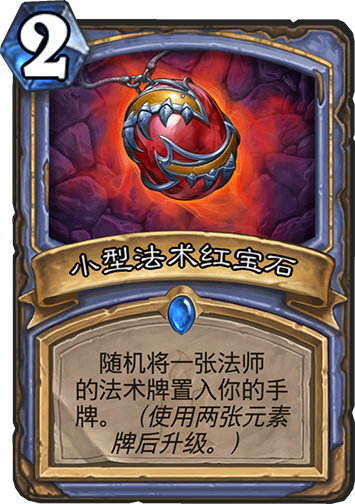 2
小型法术红宝石
随机将一张法师
的法术牌置入你的手
牌。（使用两张元素
牌后升级。）